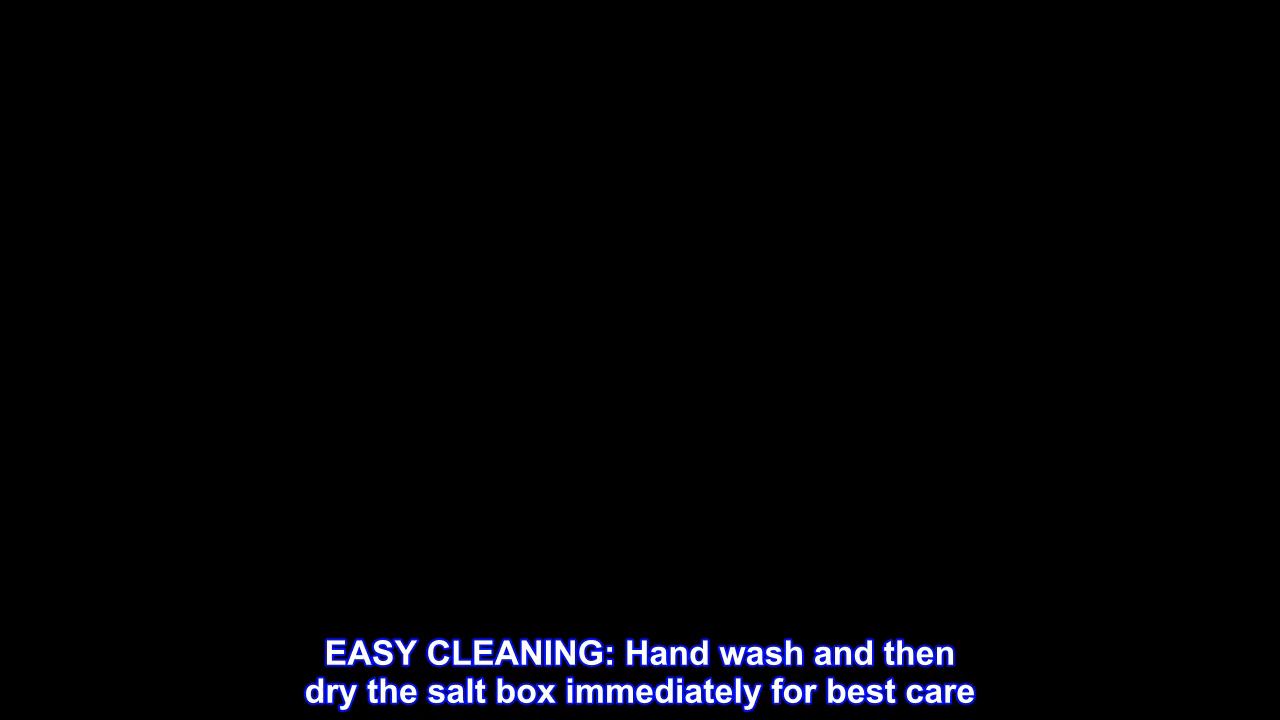 EASY CLEANING: Hand wash and then
dry the salt box immediately for best care